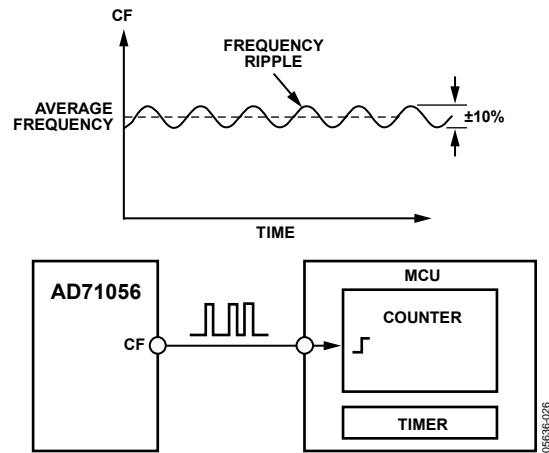 CF
FREQUENCY
RIPPLE
AVERAGE
FREQUENCY
±10%
TIME
AD71056
CF
MCU
COUNTER
TIMER
05636-026